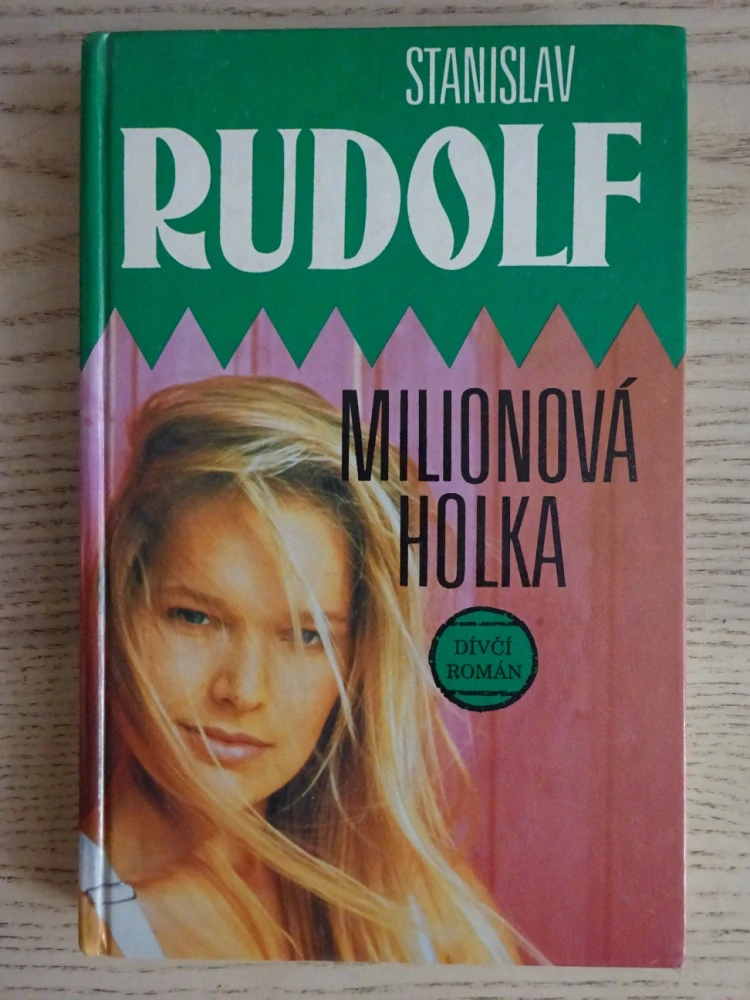 STANISLAV
RUDOLF
MILIONOVÁ
HOLKA
DÍVČÍ
ROMÁN